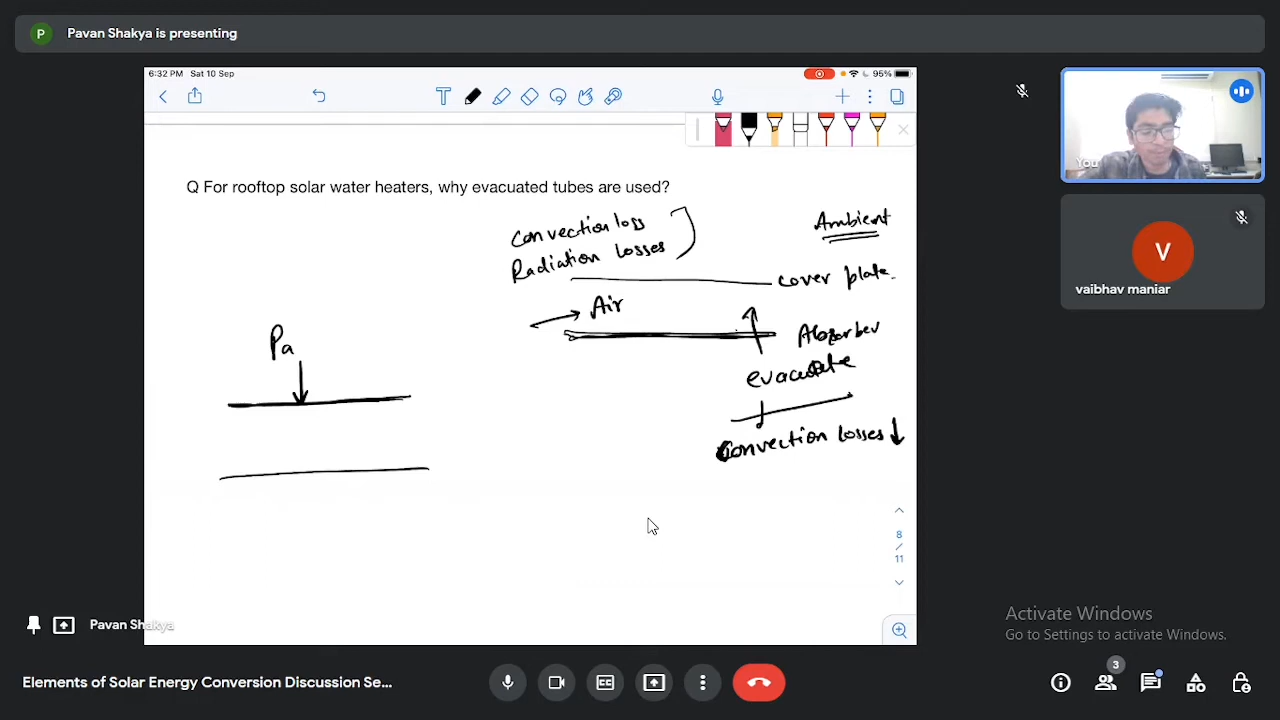 P
Pavan Shakya is presenting
6:32 PM Sat 10 Sep
95%
T
Q For rooftop solar water heaters, why evacuated tubes are used?
Convection loss
Radiation losses
Ambient
cover plate.
Air
Absorber
Pa
evacuate
Convection losses ↓
8
/
11
You
V
vaibhav maniar
Pavan Shakya
Activate Windows
Go to Settings to activate Windows.
Elements of Solar Energy Conversion Discussion Se...
CC
3